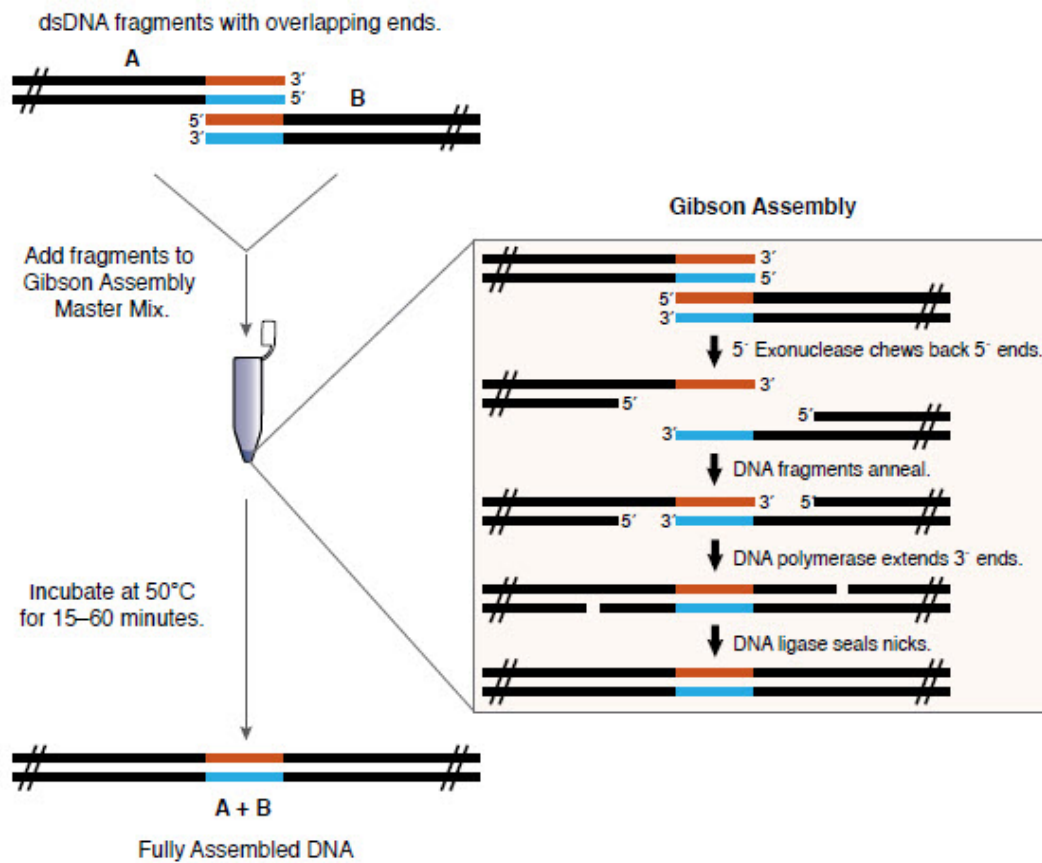 dsDNA fragments with overlapping ends.
A
3′
5′
B
5′
3′
Add fragments to
Gibson Assembly
Master Mix.
Incubate at 50°C
for 15–60 minutes.
A + B
Fully Assembled DNA
Gibson Assembly
3′
5′
5′
3′
5′ Exonuclease chews back 5′ ends.
3′
5′
5′
3′
DNA fragments anneal.
3′ 5′
5′ 3′
DNA polymerase extends 3′ ends.
DNA ligase seals nicks.